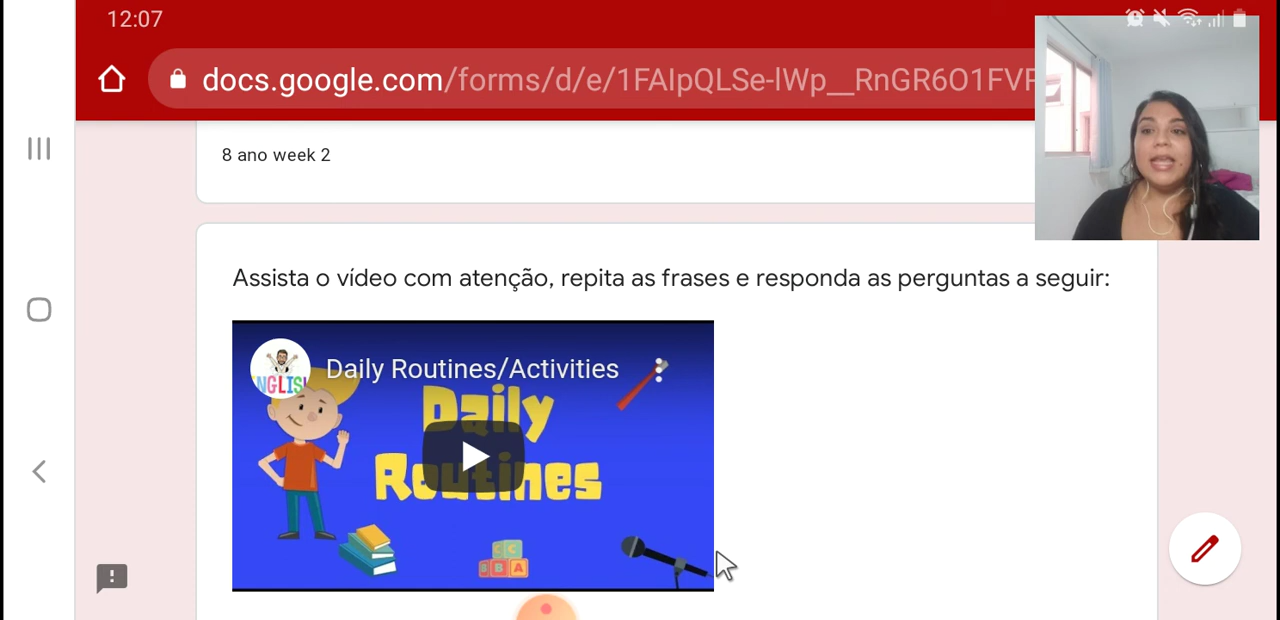 12:07
docs.google.com/forms/d/e/1FAIpQLSe-lWp__RnGR6O1FVF
8 ano week 2
Assista o vídeo com atenção, repita as frases e responda as perguntas a seguir:
NGLIS
Daily Routines/Activities
Daily
Routines
C C
B B A